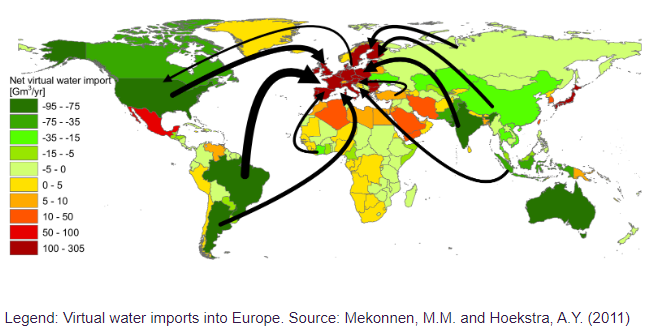 Net virtual water import
[Gm³/yr]
-95 - -75
-75 - -35
-35 - -15
-15 - -5
-5 - 0
0 - 5
5 - 10
10 - 50
50 - 100
100 - 305
Legend: Virtual water imports into Europe. Source: Mekonnen, M.M. and Hoekstra, A.Y. (2011)